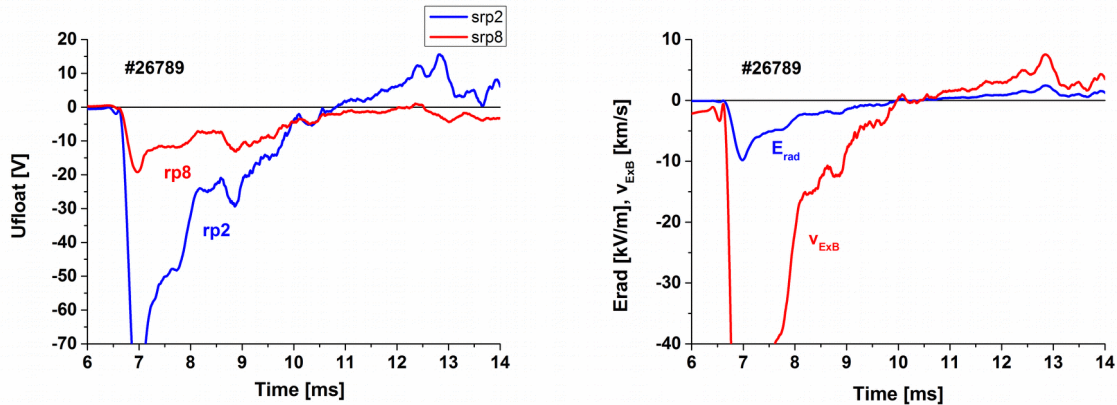 srp2
srp8
#26789
20
10
0
-10
-20
-30
-40
-50
-60
-70
Ufloat [V]
rp8
rp2
6 7 8 9 10 11 12 13 14
Time [ms]
#26789
10
0
-10
-20
-30
-40
Erad [kV/m], vExB [km/s]
Erad
vExB
6 7 8 9 10 11 12 13 14
Time [ms]